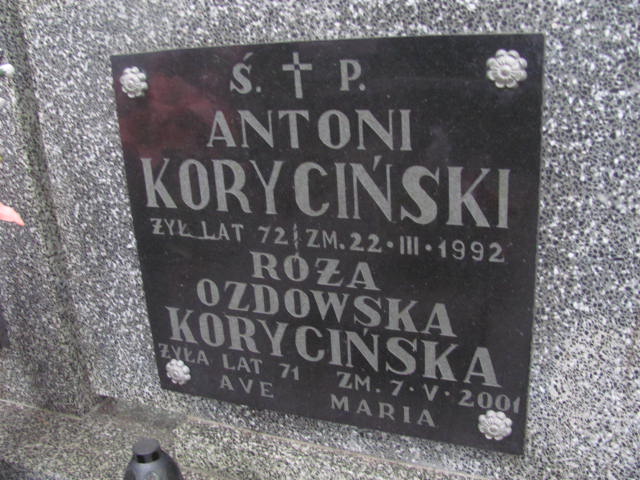 Ś. † P.
ANTONI
KORYCIŃSKI
ŻYŁ LAT 72 ZM. 22·III·1992
RÓŻA
OZDOWSKA
KORYCIŃSKA
ŻYŁA LAT 71 ZM. 7·V·2001
AVE MARIA